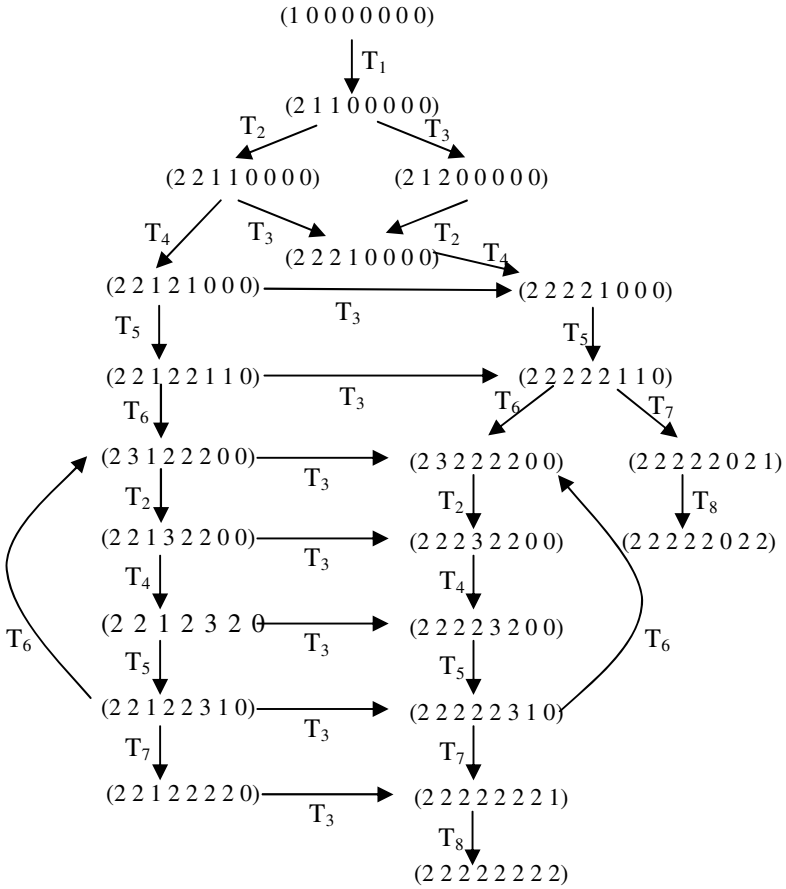 (1 0 0 0 0 0 0 0)
T1
(2 1 1 0 0 0 0 0)
T2 T3
(2 2 1 1 0 0 0 0) (2 1 2 0 0 0 0 0)
T4 T3 T2 T4
(2 2 2 1 0 0 0 0)
(2 2 1 2 1 0 0 0) (2 2 2 2 1 0 0 0)
T3
T5 T5
(2 2 1 2 2 1 1 0) (2 2 2 2 2 1 1 0)
T3
T6 T6 T7
(2 3 1 2 2 2 0 0) (2 3 2 2 2 2 0 0) (2 2 2 2 2 0 2 1)
T3
T2 T2 T8
(2 2 1 3 2 2 0 0) (2 2 2 3 2 2 0 0) (2 2 2 2 2 0 2 2)
T3
T4 T4
(2 2 1 2 3 2 0 (2 2 2 2 3 2 0 0)
T3
T6 T5 T5 T6
(2 2 1 2 2 3 1 0) (2 2 2 2 2 3 1 0)
T3
T7 T7
(2 2 1 2 2 2 2 0) (2 2 2 2 2 2 2 1)
T3
T8
(2 2 2 2 2 2 2 2)